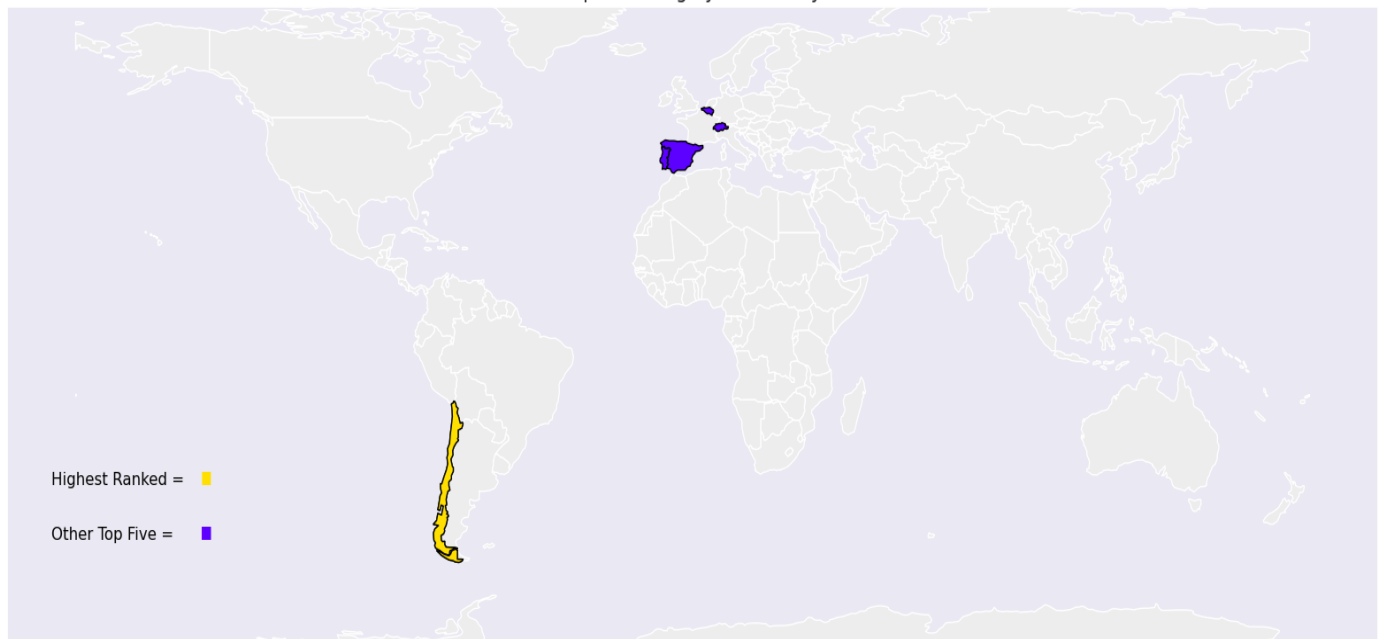 Highest Ranked =
Other Top Five =